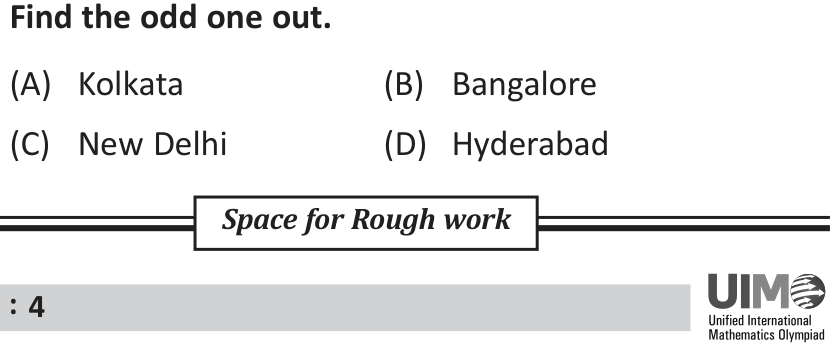 Find the odd one out.
(A) Kolkata (B) Bangalore
(C) New Delhi (D) Hyderabad
Space for Rough work
: 4
UIMO
Unified International
Mathematics Olympiad